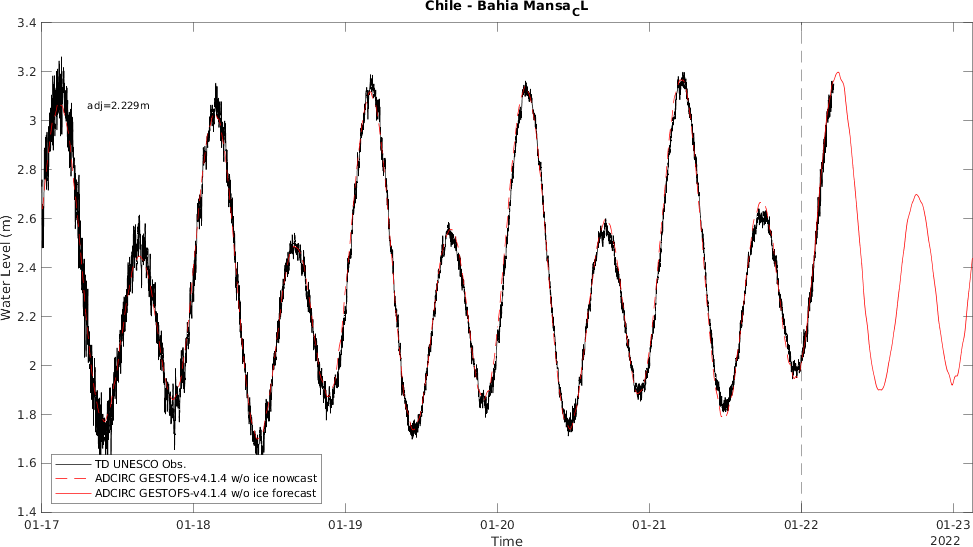 Chile - Bahia Mansa_CL
3.4
3.2
3
2.8
2.6
2.4
2.2
2
1.8
1.6
1.4
Water Level (m)
adj=2.229m
TD UNESCO Obs.
ADCIRC GESTOFS-v4.1.4 w/o ice nowcast
ADCIRC GESTOFS-v4.1.4 w/o ice forecast
01-17 01-18 01-19 01-20 01-21 01-22 01-23
Time 2022